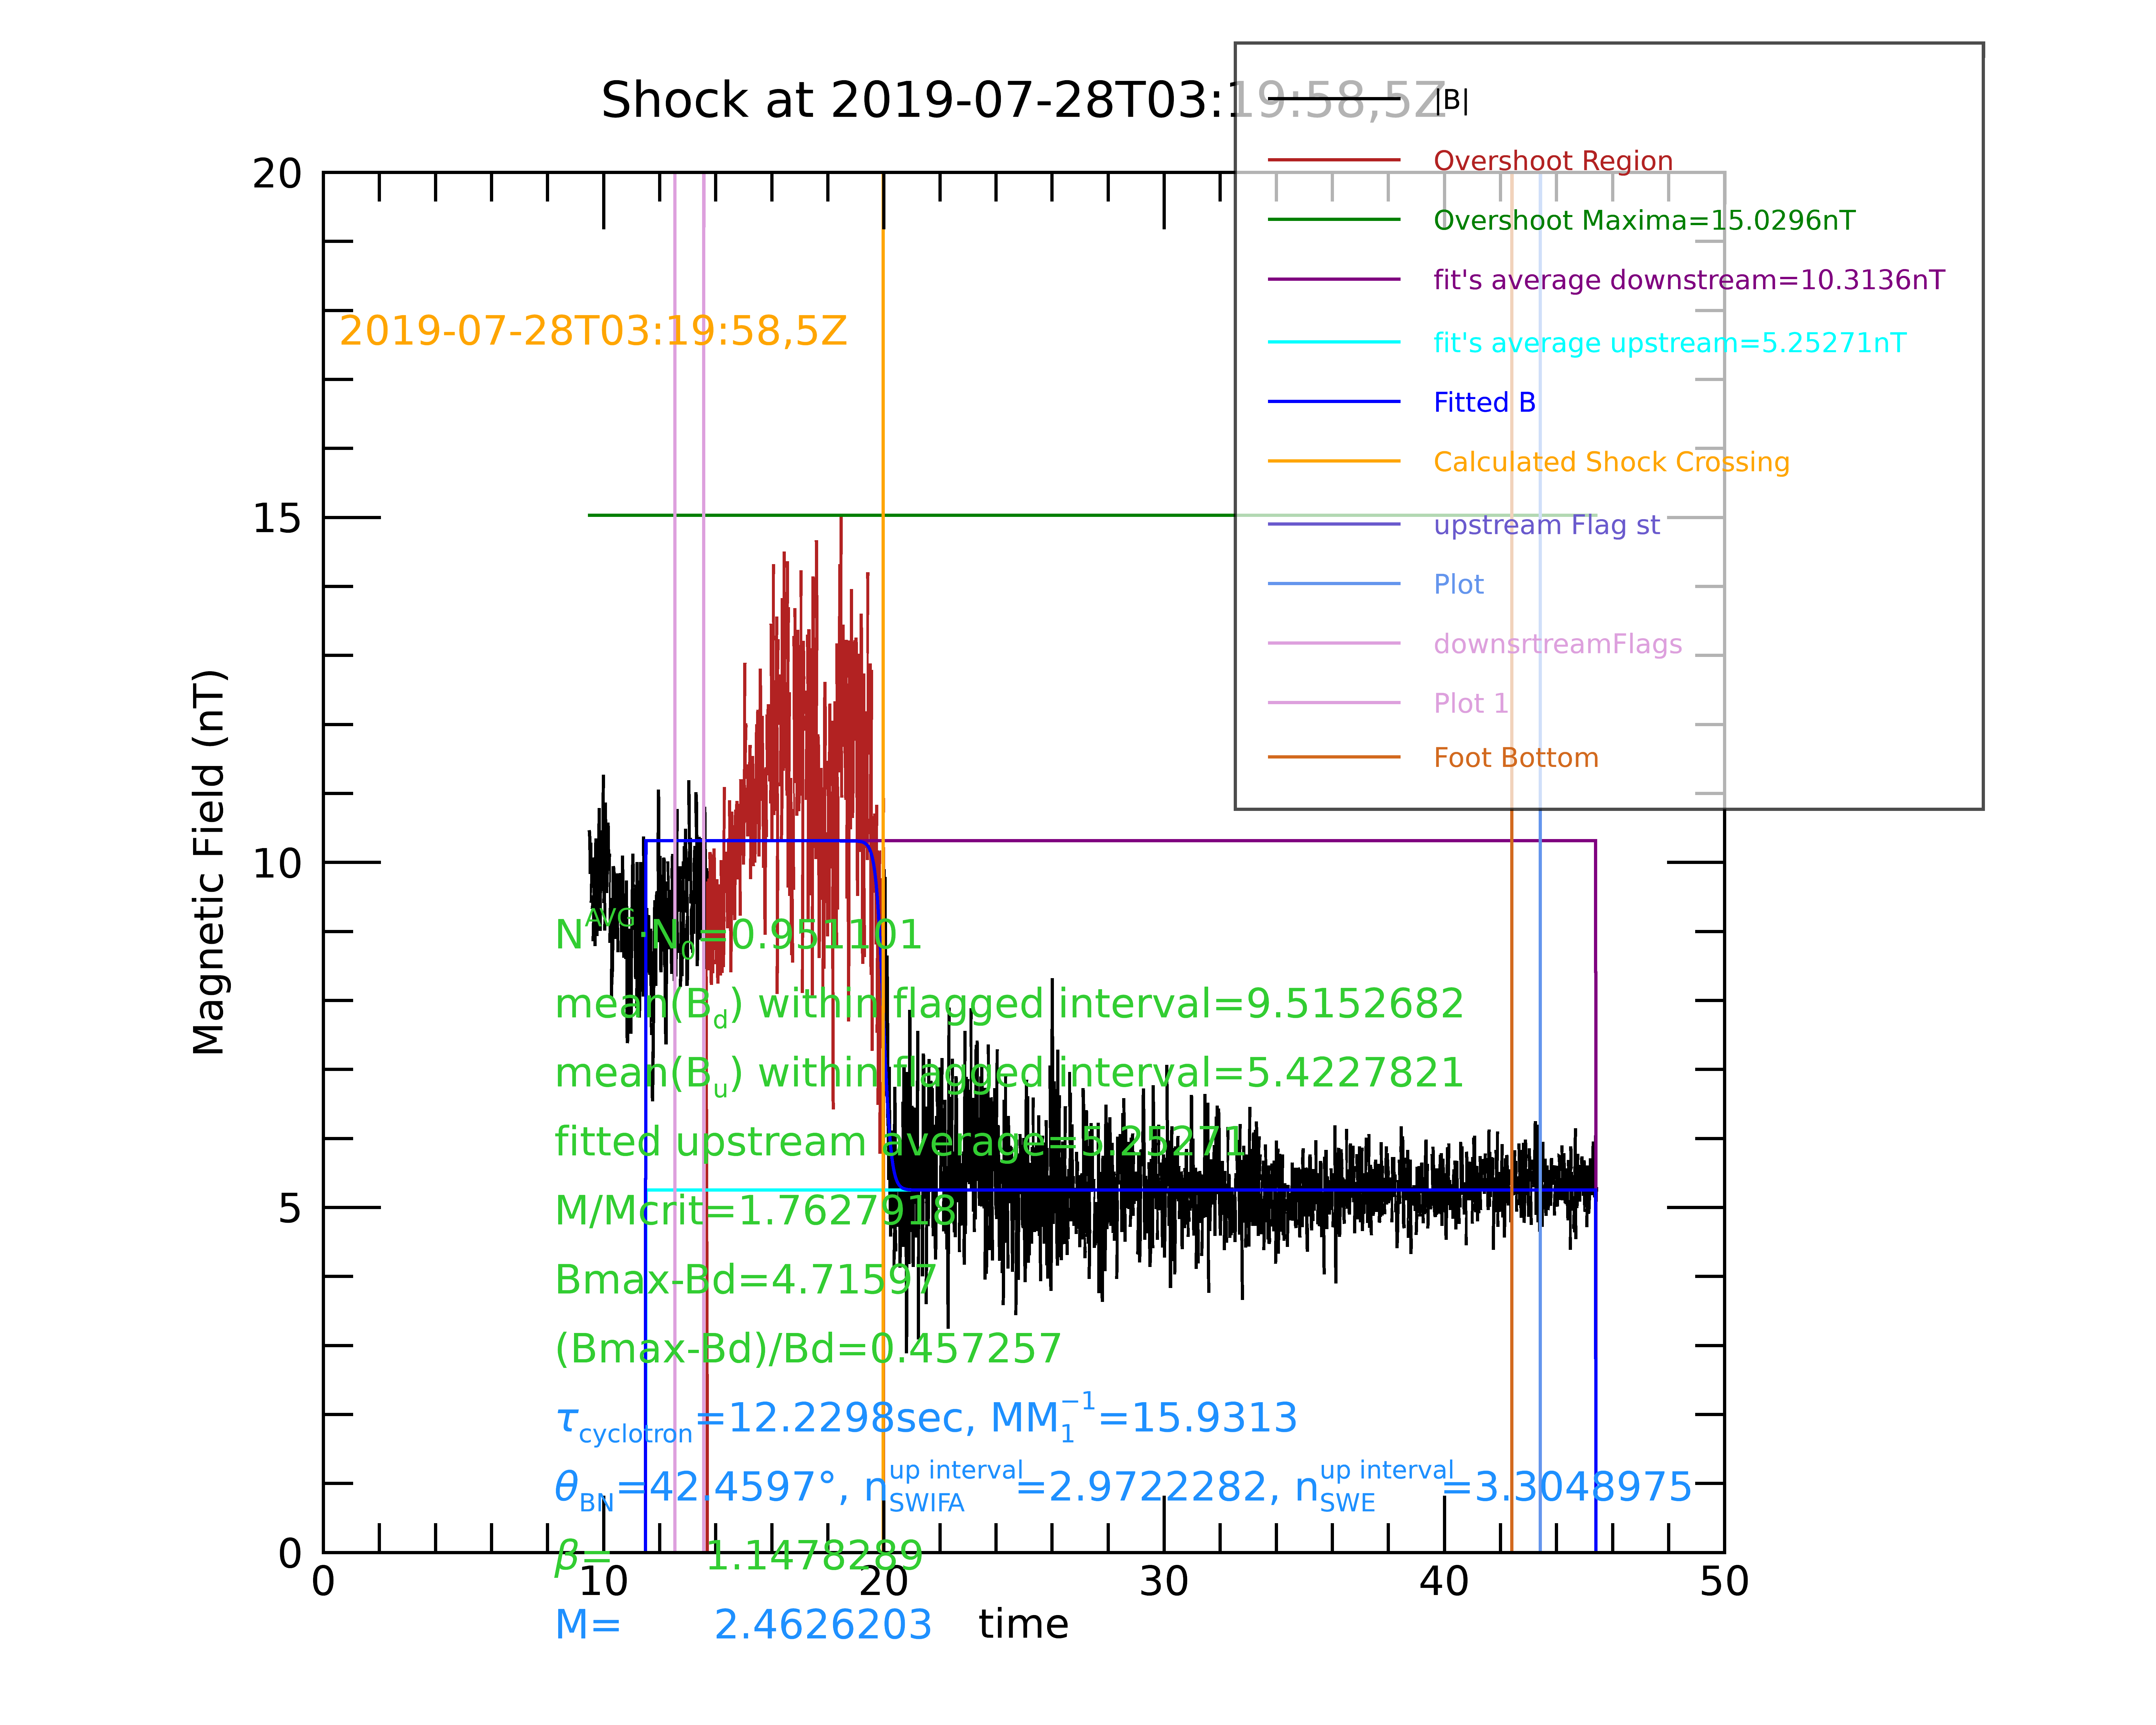 Shock at 2019-07-28T03:19:58,5Z
|B|
Overshoot Region
Overshoot Maxima=15.0296nT
fit's average downstream=10.3136nT
fit's average upstream=5.25271nT
Fitted B
Calculated Shock Crossing
upstream Flag st
Plot
downsrtreamFlags
Plot 1
Foot Bottom
20
15
10
5
0
Magnetic Field (nT)
2019-07-28T03:19:58,5Z
N^AVG·N_0=0.951101
mean(B_d) within flagged interval=9.5152682
mean(B_u) within flagged interval=5.4227821
fitted upstream average=5.25271
M/Mcrit=1.7627918
Bmax-Bd=4.71597
(Bmax-Bd)/Bd=0.457257
τ_cyclotron=12.2298sec, MM_1^−1=15.9313
θ_BN=42.4597°, n_SWIFA^up interval=2.9722282, n_SWE^up interval=3.3048975
β= 1.1478289
0 10 20 30 40 50
M= 2.4626203
time